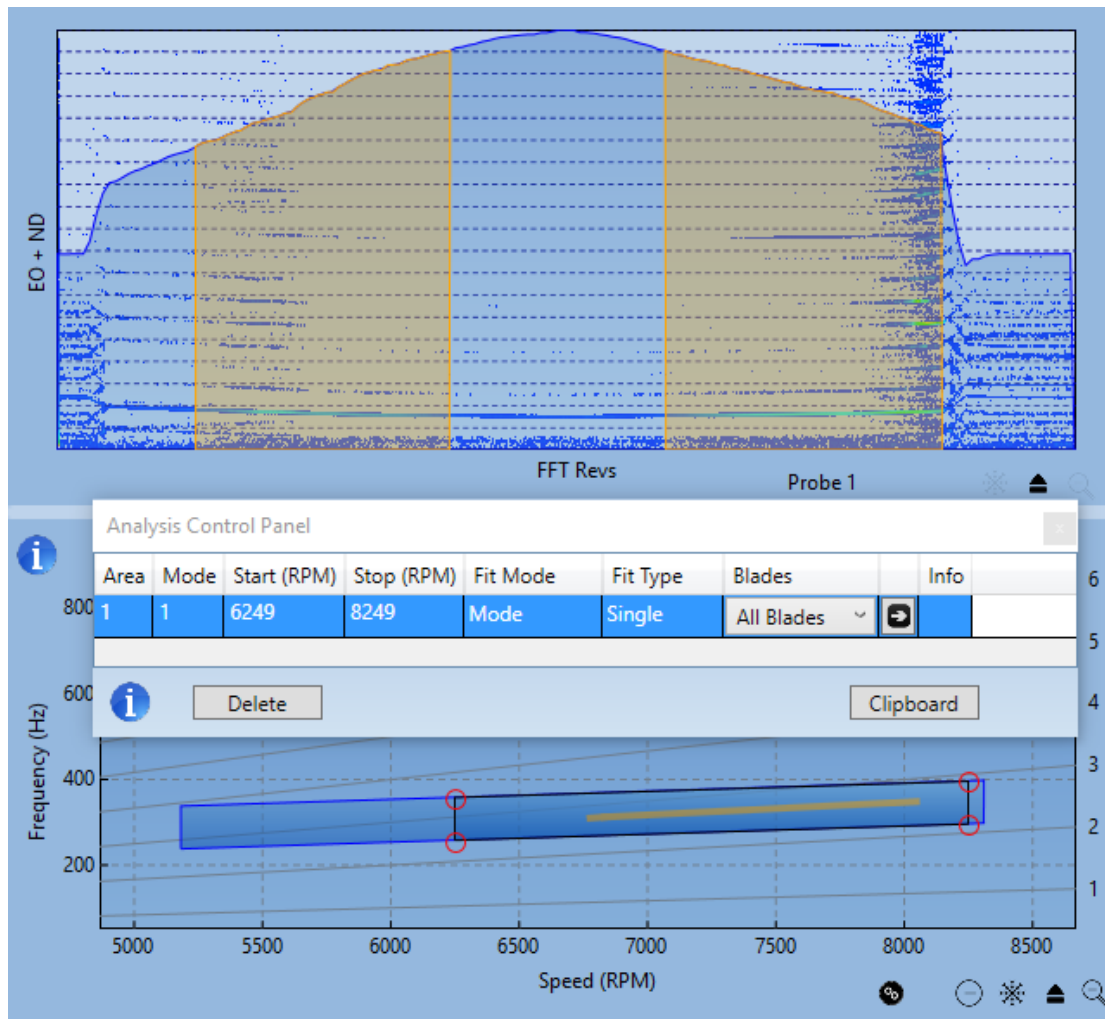 EO + ND
FFT Revs
Probe 1
Analysis Control Panel
x
Area Mode Start (RPM) Stop (RPM) Fit Mode Fit Type Blades Info
1 1 6249 8249 Mode Single All Blades
Delete Clipboard
Frequency (Hz)
800
600
400
200
6
5
4
3
2
1
5000 5500 6000 6500 7000 7500 8000 8500
Speed (RPM)